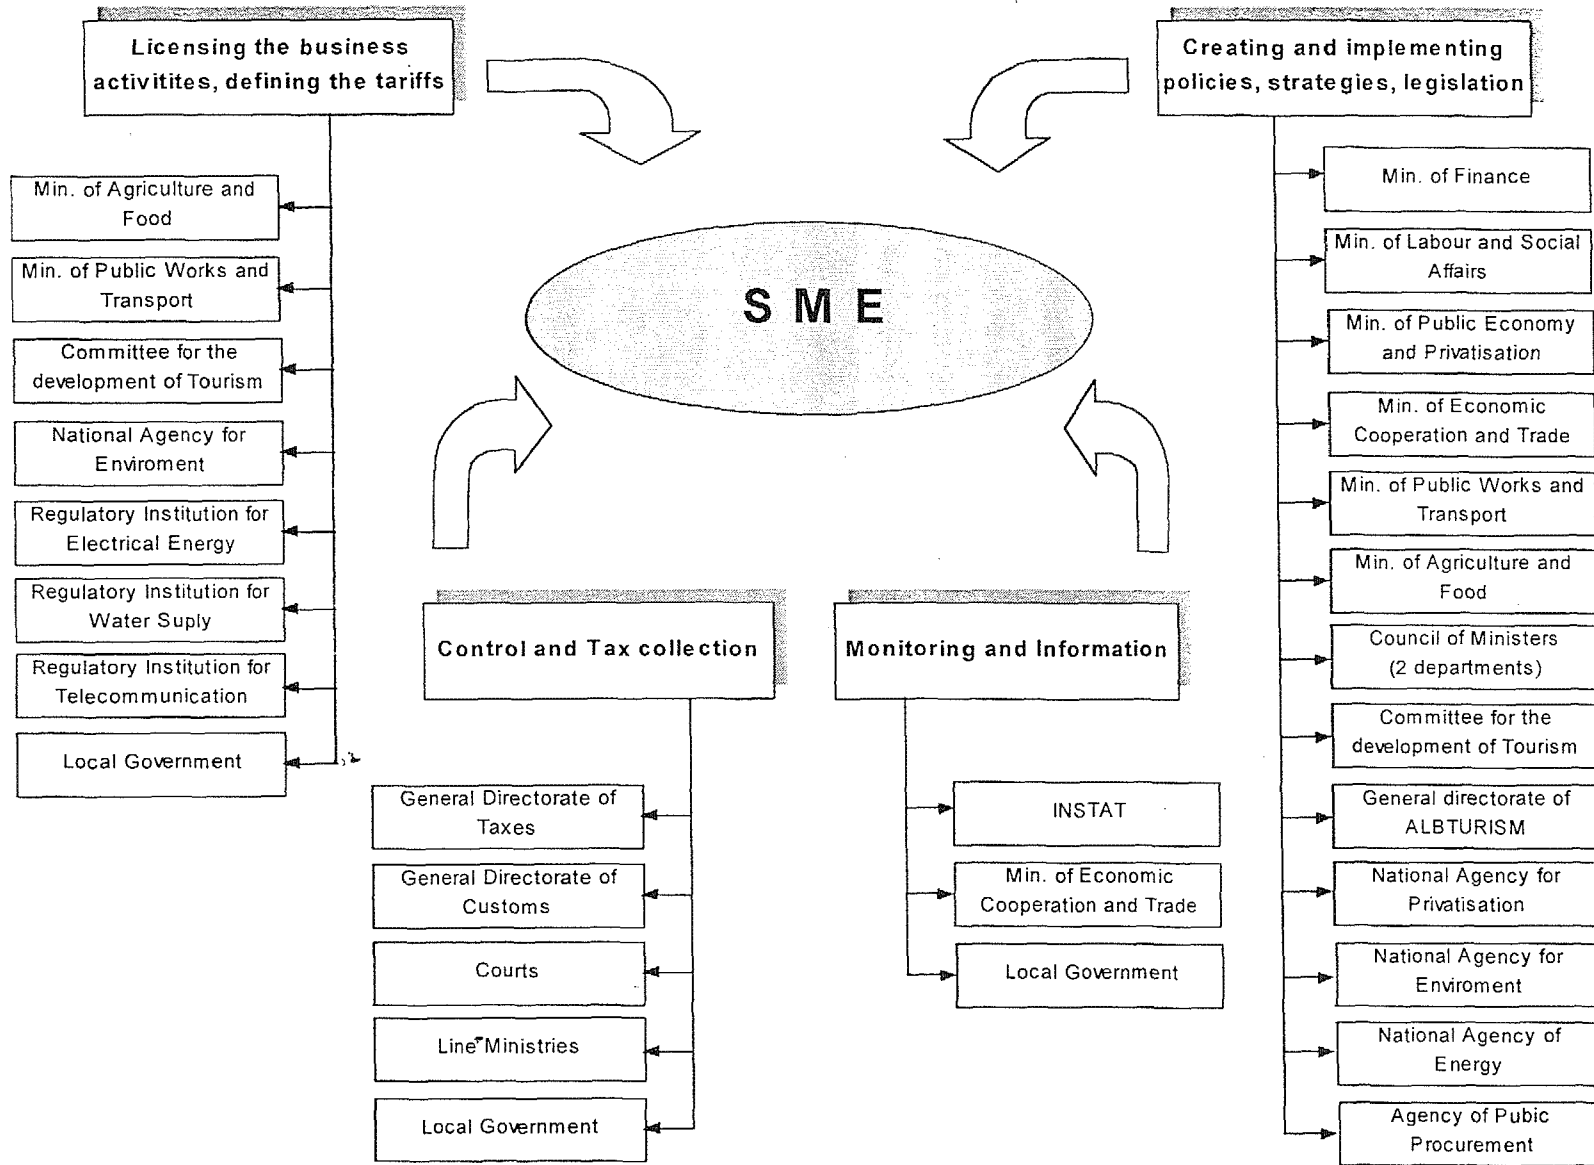 Licensing the business
activitites, defining the tariffs
Min. of Agriculture and
Food
Min. of Public Works and
Transport
Committee for the
development of Tourism
National Agency for
Enviroment
Regulatory Institution for
Electrical Energy
Regulatory Institution for
Water Suply
Regulatory Institution for
Telecommunication
Local Government
Creating and implementing
policies, strategies, legislation
Min. of Finance
Min. of Labour and Social
Affairs
Min. of Public Economy
and Privatisation
Min. of Economic
Cooperation and Trade
Min. of Public Works and
Transport
Min. of Agriculture and
Food
Council of Ministers
(2 departments)
Committee for the
development of Tourism
General directorate of
ALBTURISM
National Agency for
Privatisation
National Agency for
Enviroment
National Agency of
Energy
Agency of Pubic
Procurement
SME
Control and Tax collection
General Directorate of
Taxes
General Directorate of
Customs
Courts
Line Ministries
Local Government
Monitoring and Information
INSTAT
Min. of Economic
Cooperation and Trade
Local Government